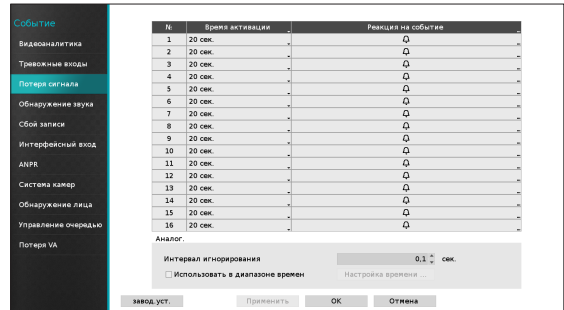 Событие
Видеоаналитика
Тревожные входы
Потеря сигнала
Обнаружение звука
Сбой записи
Интерфейсный вход
ANPR
Система камер
Обнаружение лица
Управление очередью
Потеря VA
№ Время активации Реакция на событие
1 20 сек.
2 20 сек.
3 20 сек.
4 20 сек.
5 20 сек.
6 20 сек.
7 20 сек.
8 20 сек.
9 20 сек.
10 20 сек.
11 20 сек.
12 20 сек.
13 20 сек.
14 20 сек.
15 20 сек.
16 20 сек.
Аналог.
Интервал игнорирования 0,1 сек.
Использовать в диапазоне времен Настройка времени ...
завод.уст. Применить OK Отмена